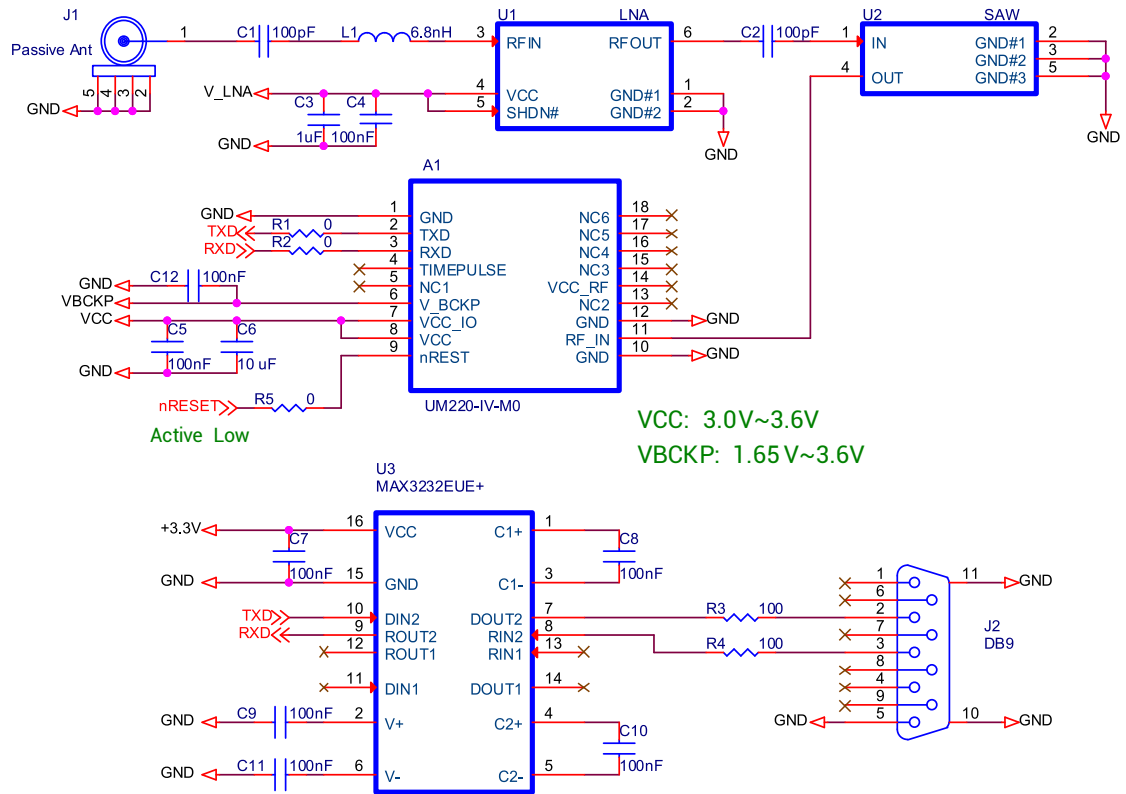 J1
Passive Ant
1
5 4 3 2
GND
C1 100pF
L1 6.8nH
V_LNA
C3 C4
1uF 100nF
GND
U1 LNA
3 RFIN RFOUT 6
4 VCC GND#1 1
5 SHDN# GND#2 2
GND
C2 100pF
U2 SAW
1 IN GND#1 2
GND#2 3
4 OUT GND#3 5
GND
A1
GND 1 GND NC6 18
TXD R1 0 2 TXD NC5 17
RXD R2 0 3 RXD NC4 16
4 TIMEPULSE NC3 15
GND C12 100nF 5 NC1 VCC_RF 14
VBCKP 6 V_BCKP NC2 13
VCC 7 VCC_IO GND 12 GND
C5 C6 8 VCC RF_IN 11
9 nREST GND 10 GND
100nF 10 uF
GND
nRESET R5 0
Active Low
UM220-IV-M0
VCC: 3.0V~3.6V
VBCKP: 1.65V~3.6V
U3
MAX3232EUE+
+3.3V 16 VCC C1+ 1
C7 C8
100nF 100nF
GND 15 GND C1- 3
TXD 10 DIN2 DOUT2 7 R3 100
RXD 9 ROUT2 RIN2 8 R4 100
12 ROUT1 RIN1 13
11 DIN1 DOUT1 14
GND C9 100nF 2 V+ C2+ 4
C10
100nF
GND C11 100nF 6 V- C2- 5
1 11 GND
6
2
7
3
8
4
9
GND 5 10 GND
J2
DB9